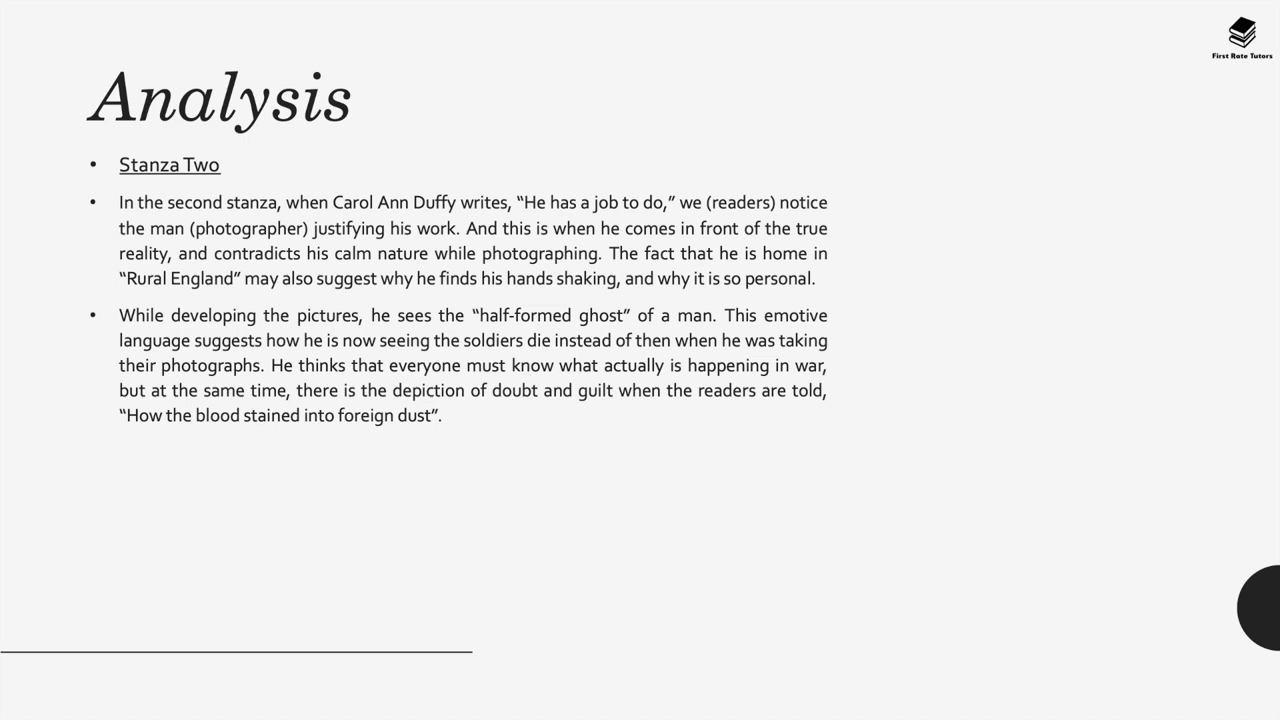 First Rate Tutors
Analysis
• Stanza Two
• In the second stanza, when Carol Ann Duffy writes, “He has a job to do,” we (readers) notice
the man (photographer) justifying his work. And this is when he comes in front of the true
reality, and contradicts his calm nature while photographing. The fact that he is home in
“Rural England” may also suggest why he finds his hands shaking, and why it is so personal.
• While developing the pictures, he sees the “half-formed ghost” of a man. This emotive
language suggests how he is now seeing the soldiers die instead of then when he was taking
their photographs. He thinks that everyone must know what actually is happening in war,
but at the same time, there is the depiction of doubt and guilt when the readers are told,
“How the blood stained into foreign dust”.